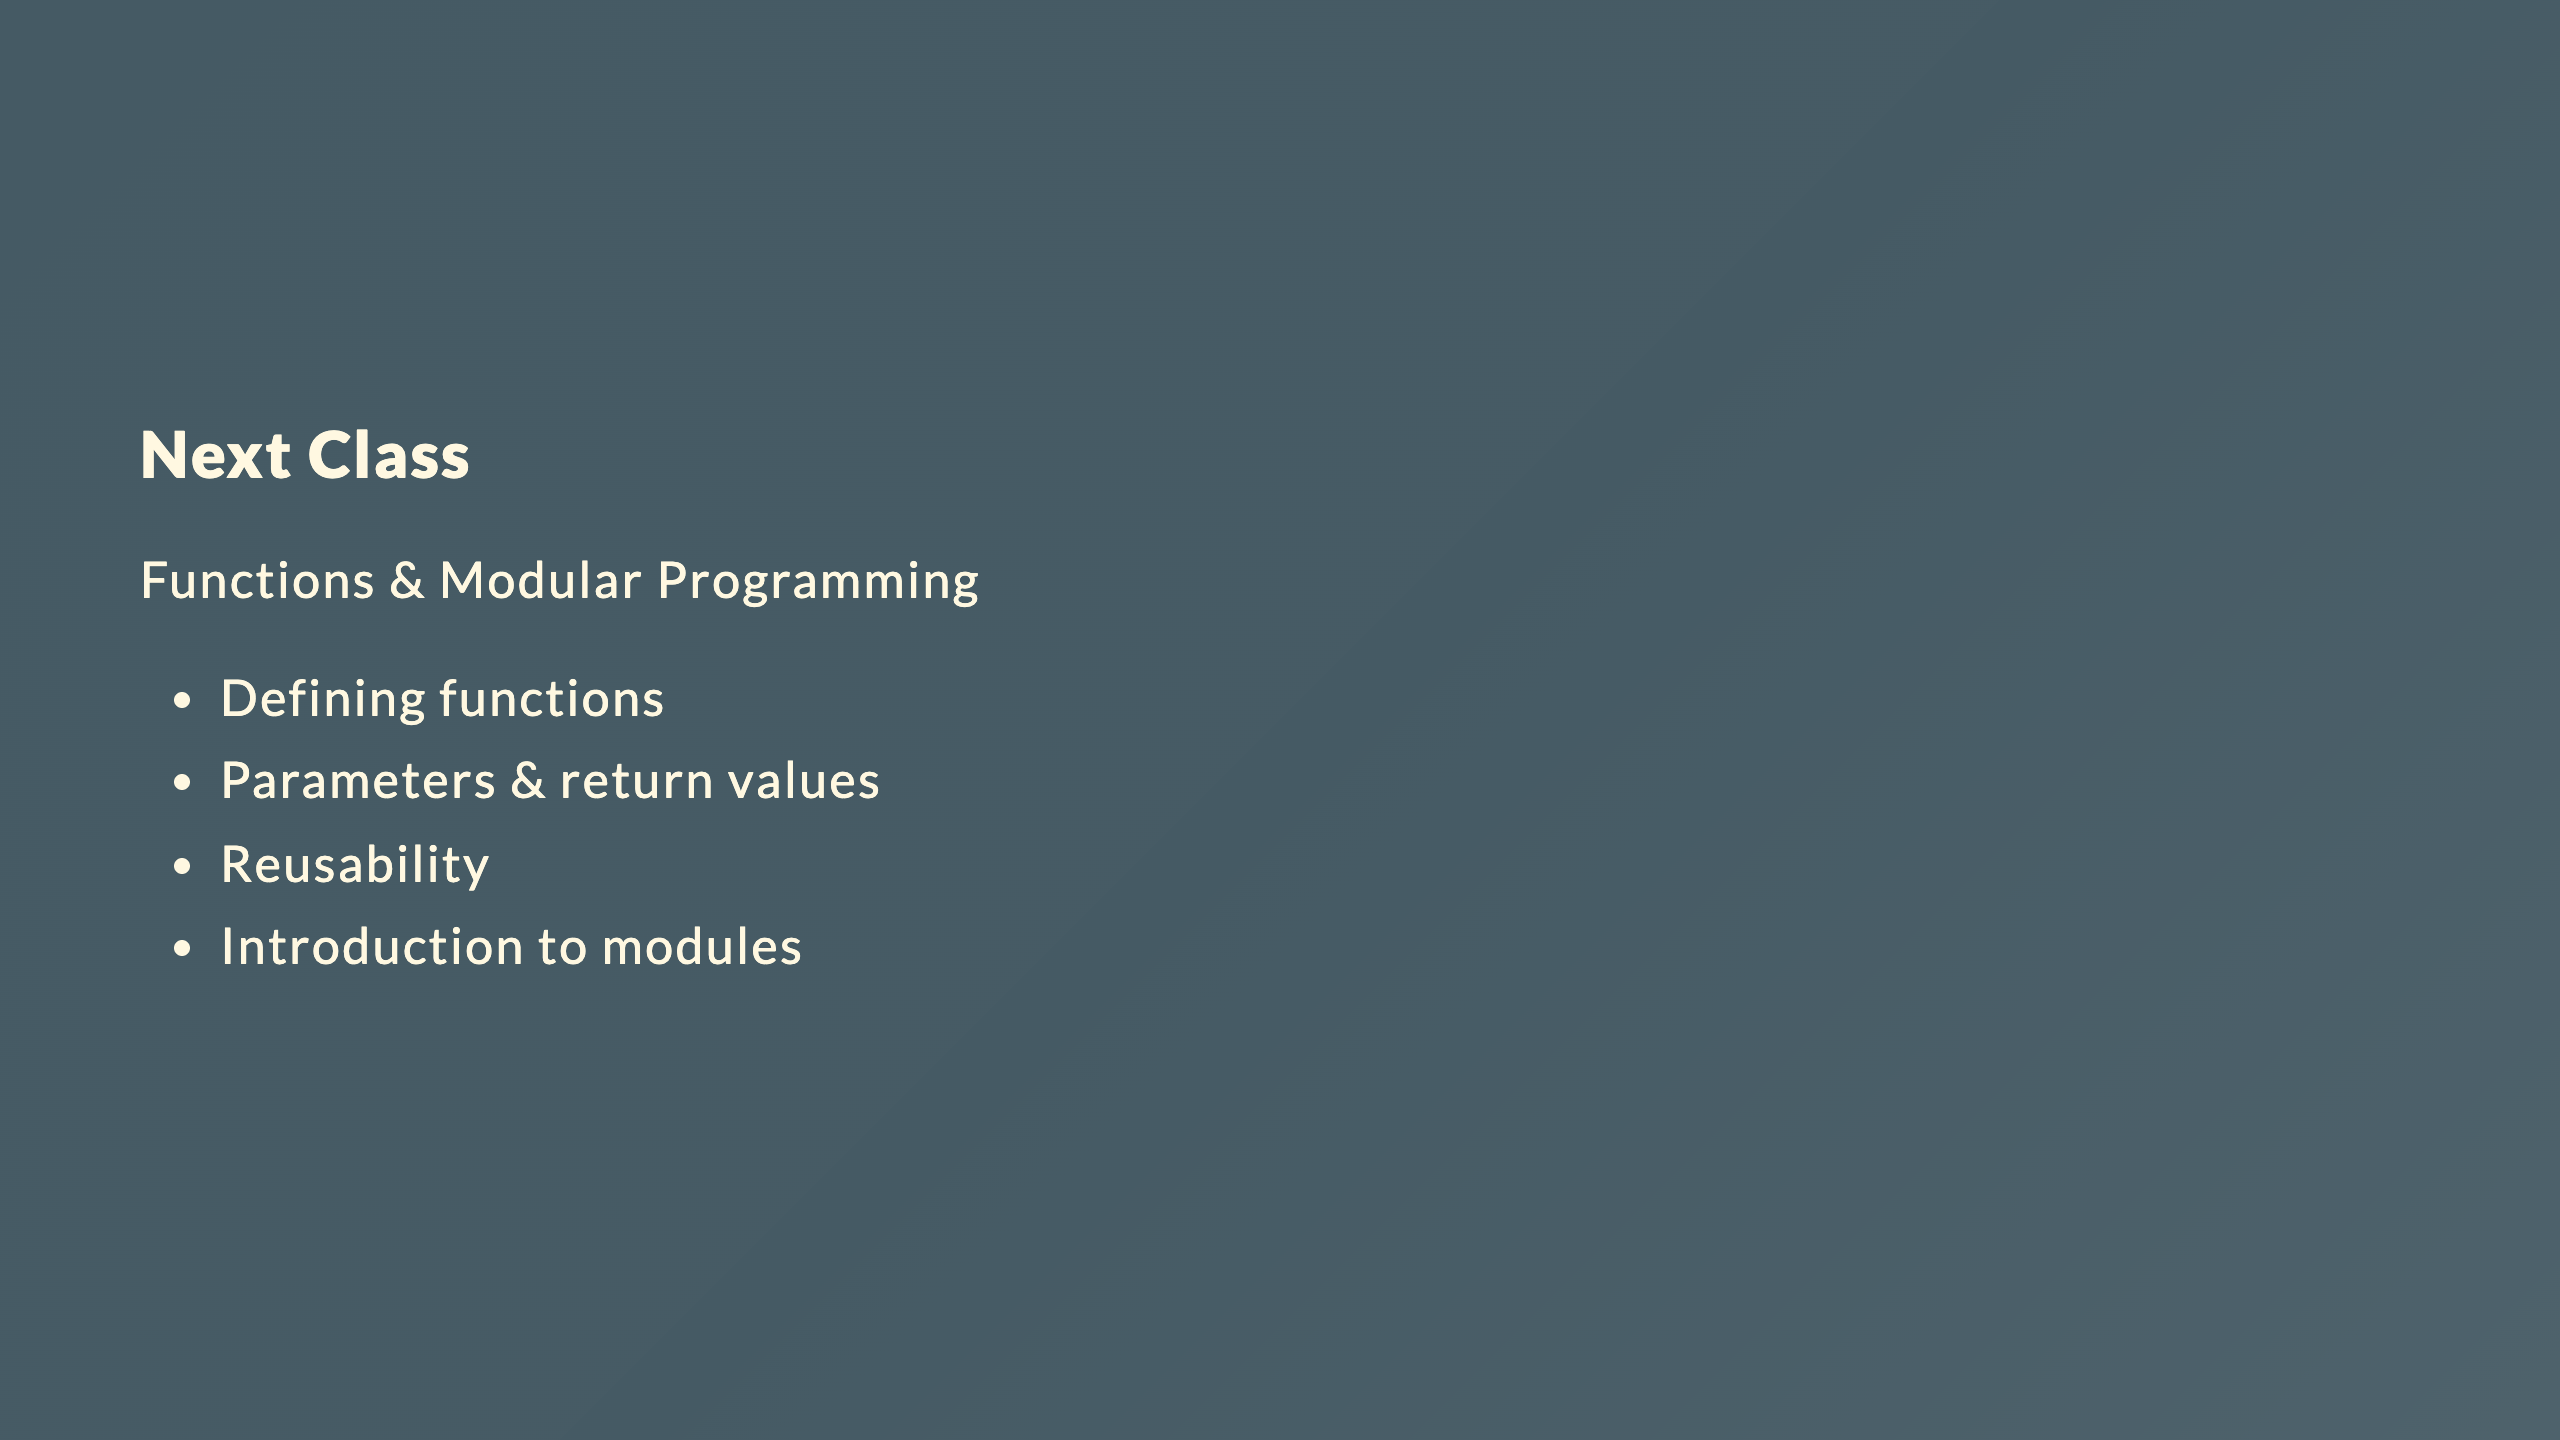 Next Class
Functions & Modular Programming
• Defining functions
• Parameters & return values
• Reusability
• Introduction to modules